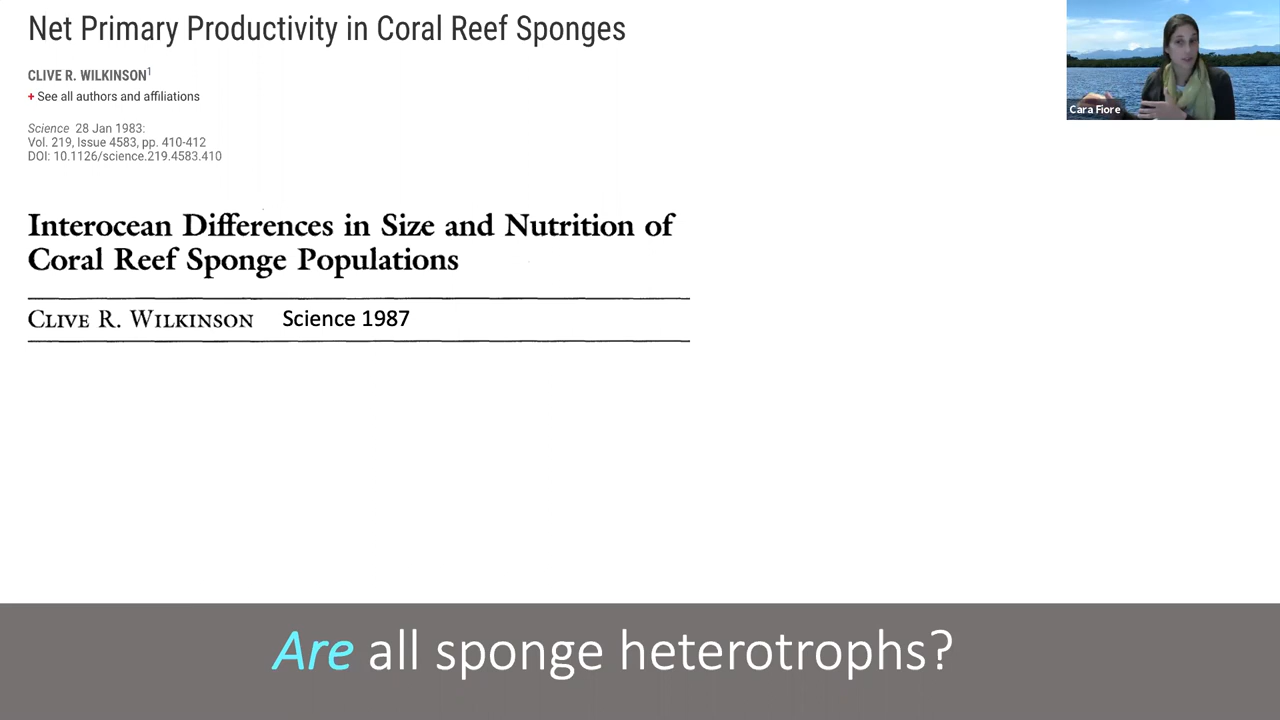 Net Primary Productivity in Coral Reef Sponges
CLIVE R. WILKINSON1
+ See all authors and affiliations
Science 28 Jan 1983:
Vol. 219, Issue 4583, pp. 410-412
DOI: 10.1126/science.219.4583.410
Interocean Differences in Size and Nutrition of
Coral Reef Sponge Populations
CLIVE R. WILKINSON Science 1987
Are all sponge heterotrophs?
Cara Fiore